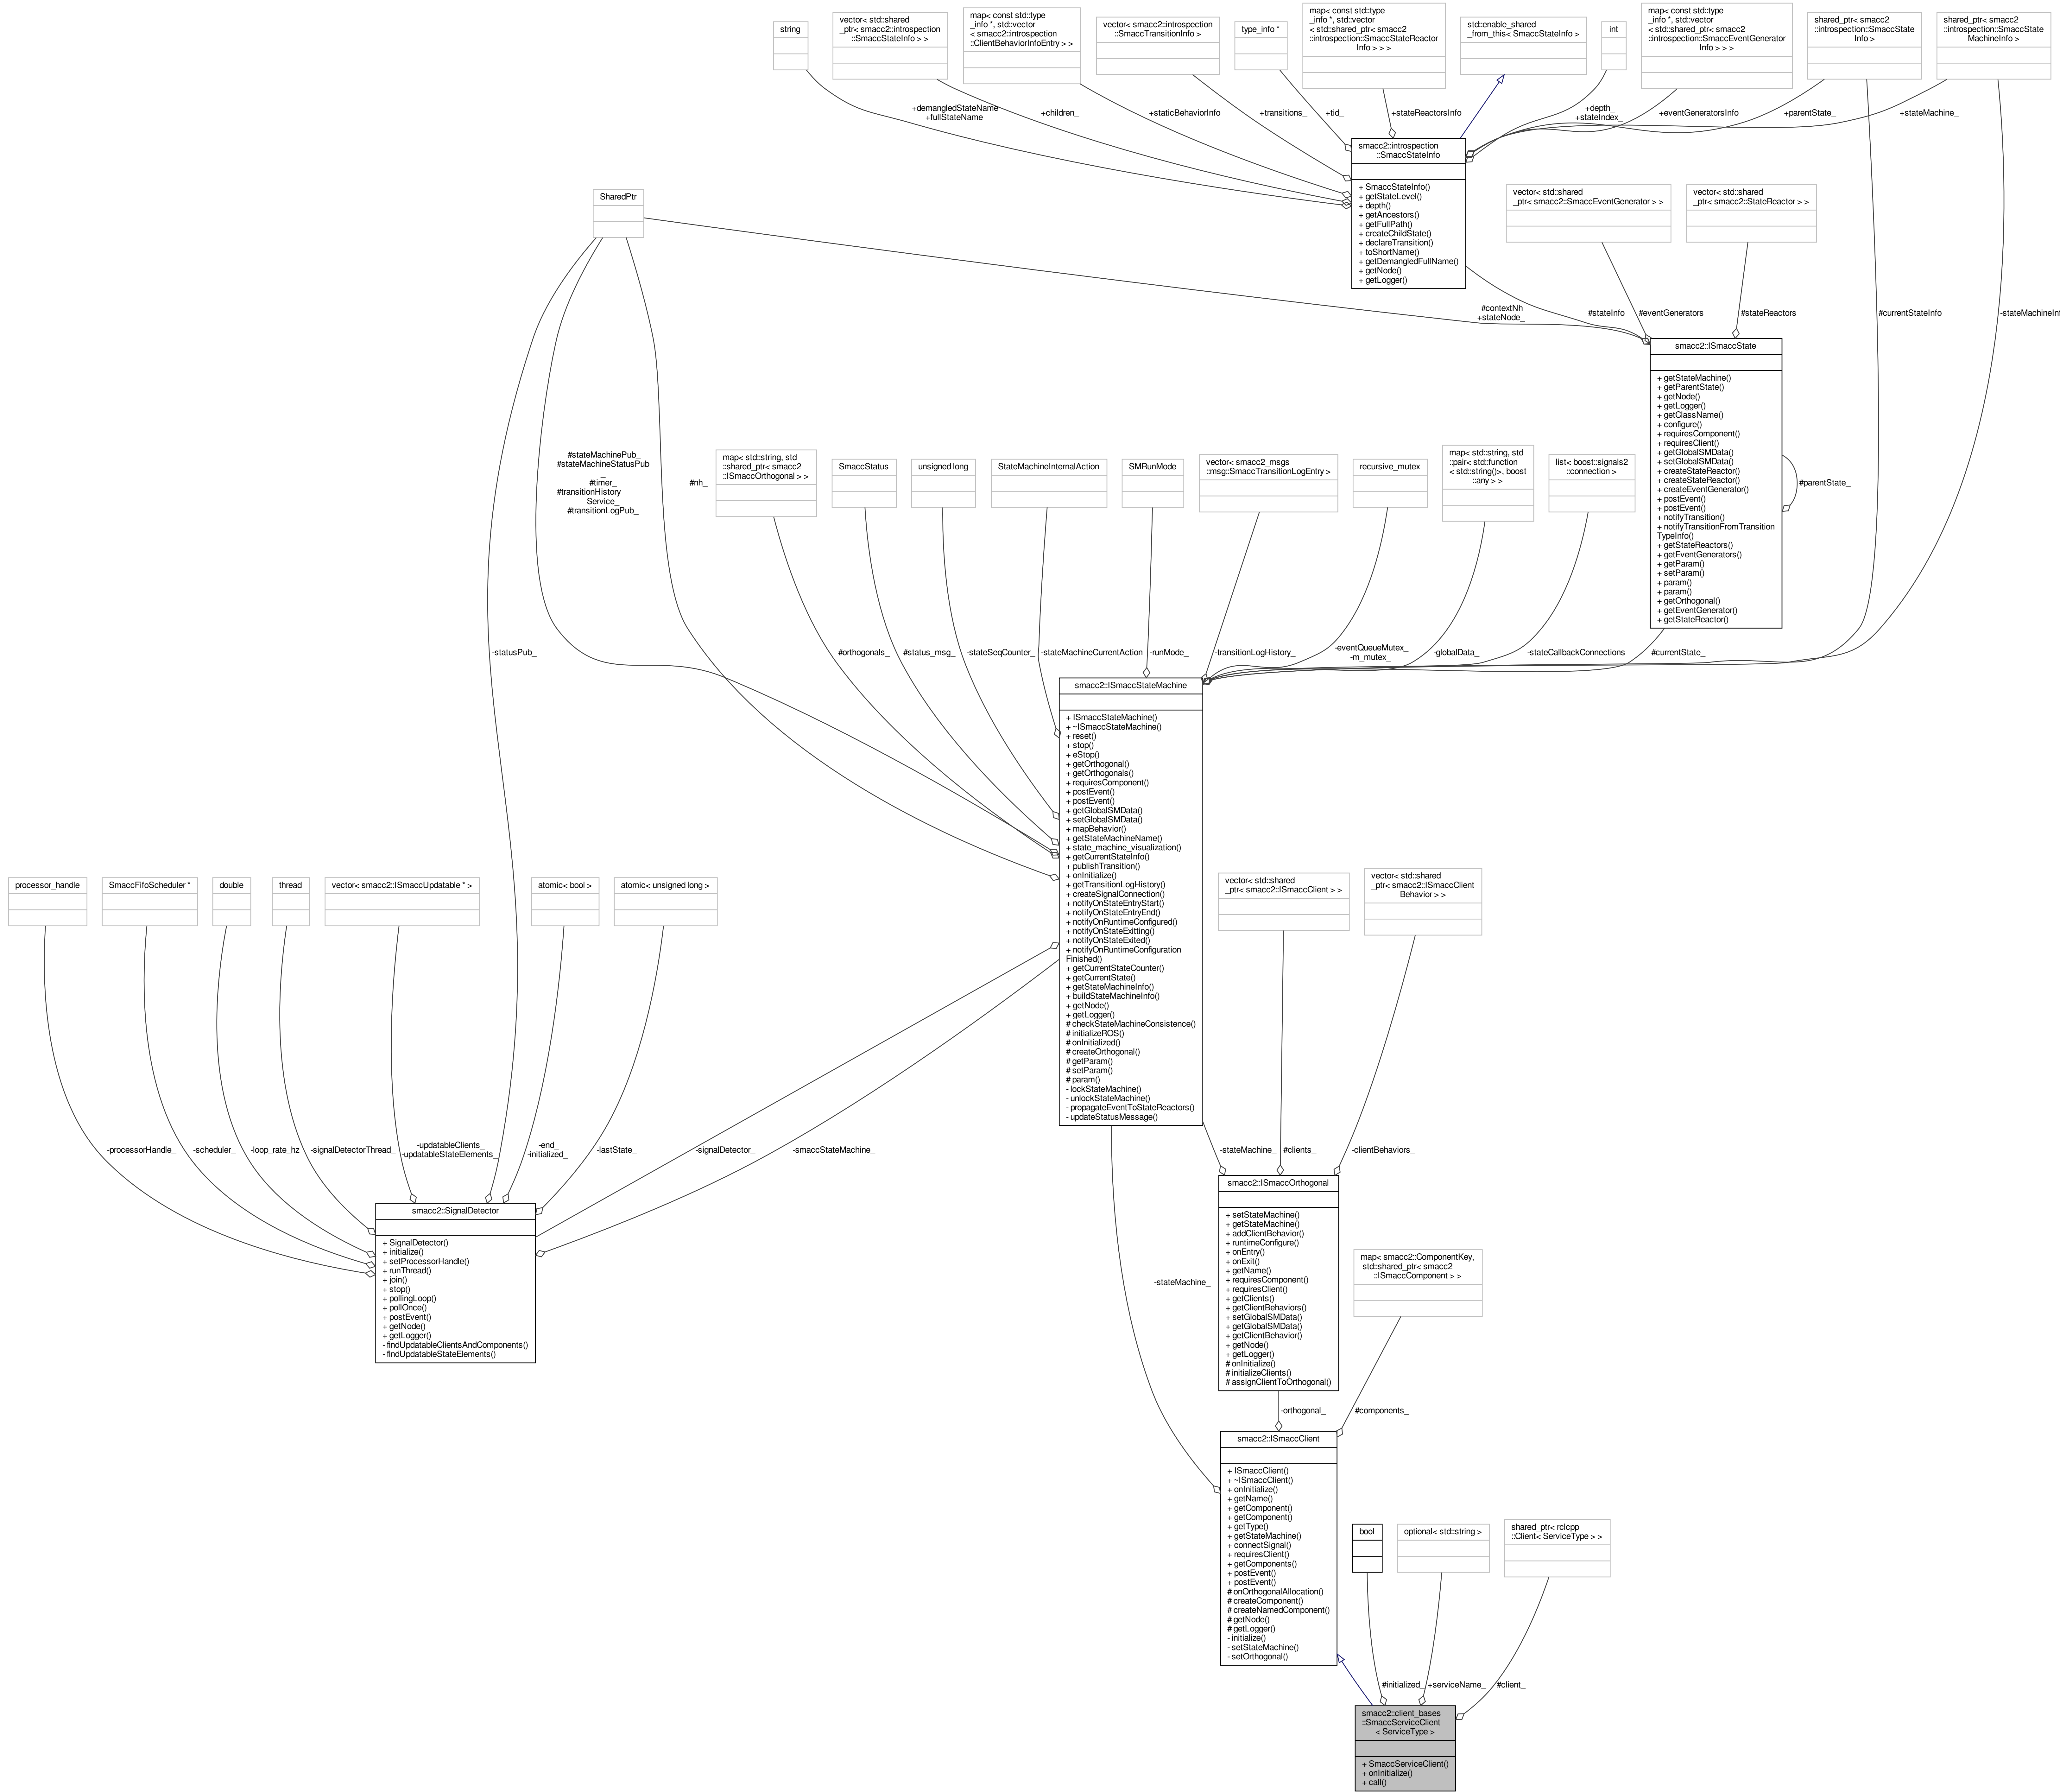 string
vector< std::shared
_ptr< smacc2::introspection
::SmaccStateInfo > >
map< const std::type
_info *, std::vector
< smacc2::introspection
::ClientBehaviorInfoEntry > >
vector< smacc2::introspection
::SmaccTransitionInfo >
type_info *
map< const std::type
_info *, std::vector
< std::shared_ptr< smacc2
::introspection::SmaccStateReactor
Info > > >
std::enable_shared
_from_this< SmaccStateInfo >
int
map< const std::type
_info *, std::vector
< std::shared_ptr< smacc2
::introspection::SmaccEventGenerator
Info > > >
shared_ptr< smacc2
::introspection::SmaccState
Info >
shared_ptr< smacc2
::introspection::SmaccState
MachineInfo >
+demangledStateName
+fullStateName
+children_
+staticBehaviorInfo
+transitions_
+tid_
+stateReactorsInfo
+depth_
+stateIndex_
+eventGeneratorsInfo
+parentState_
+stateMachine_
smacc2::introspection
::SmaccStateInfo
+ SmaccStateInfo()
+ getStateLevel()
+ depth()
+ getAncestors()
+ getFullPath()
+ createChildState()
+ declareTransition()
+ toShortName()
+ getDemangledFullName()
+ getNode()
+ getLogger()
SharedPtr
vector< std::shared
_ptr< smacc2::SmaccEventGenerator > >
vector< std::shared
_ptr< smacc2::StateReactor > >
#contextNh
+stateNode_
#stateInfo_
#eventGenerators_
#stateReactors_
#currentStateInfo_
-stateMachineInf
smacc2::ISmaccState
+ getStateMachine()
+ getParentState()
+ getNode()
+ getLogger()
+ getClassName()
+ configure()
+ requiresComponent()
+ requiresClient()
+ getGlobalSMData()
+ setGlobalSMData()
+ createStateReactor()
+ createStateReactor()
+ createEventGenerator()
+ postEvent()
+ postEvent()
+ notifyTransition()
+ notifyTransitionFromTransition
TypeInfo()
+ getStateReactors()
+ getEventGenerators()
+ getParam()
+ setParam()
+ param()
+ param()
+ getOrthogonal()
+ getEventGenerator()
+ getStateReactor()
#parentState_
#stateMachinePub_
#stateMachineStatusPub
_
#timer_
#transitionHistory
Service_
#transitionLogPub_
#nh_
map< std::string, std
::shared_ptr< smacc2
::ISmaccOrthogonal > >
SmaccStatus
unsigned long
StateMachineInternalAction
SMRunMode
vector< smacc2_msgs
::msg::SmaccTransitionLogEntry >
recursive_mutex
map< std::string, std
::pair< std::function
< std::string()>, boost
::any > >
list< boost::signals2
::connection >
-statusPub_
#orthogonals_
#status_msg_
-stateSeqCounter_
-stateMachineCurrentAction
-runMode_
-transitionLogHistory_
-eventQueueMutex_
-m_mutex_
-globalData_
-stateCallbackConnections
#currentState_
smacc2::ISmaccStateMachine
+ ISmaccStateMachine()
+ ~ISmaccStateMachine()
+ reset()
+ stop()
+ eStop()
+ getOrthogonal()
+ getOrthogonals()
+ requiresComponent()
+ postEvent()
+ postEvent()
+ getGlobalSMData()
+ setGlobalSMData()
+ mapBehavior()
+ getStateMachineName()
+ state_machine_visualization()
+ getCurrentStateInfo()
+ publishTransition()
+ onInitialize()
+ getTransitionLogHistory()
+ createSignalConnection()
+ notifyOnStateEntryStart()
+ notifyOnStateEntryEnd()
+ notifyOnRuntimeConfigured()
+ notifyOnStateExitting()
+ notifyOnStateExited()
+ notifyOnRuntimeConfiguration
Finished()
+ getCurrentStateCounter()
+ getCurrentState()
+ getStateMachineInfo()
+ buildStateMachineInfo()
+ getNode()
+ getLogger()
# checkStateMachineConsistence()
# initializeROS()
# onInitialized()
# createOrthogonal()
# getParam()
# setParam()
# param()
- lockStateMachine()
- unlockStateMachine()
- propagateEventToStateReactors()
- updateStatusMessage()
processor_handle
SmaccFifoScheduler *
double
thread
vector< smacc2::ISmaccUpdatable * >
atomic< bool >
atomic< unsigned long >
vector< std::shared
_ptr< smacc2::ISmaccClient > >
vector< std::shared
_ptr< smacc2::ISmaccClient
Behavior > >
-processorHandle_
-scheduler_
-loop_rate_hz
-signalDetectorThread_
-updatableClients_
-updatableStateElements_
-end_
-initialized_
-lastState_
-signalDetector_
-smaccStateMachine_
-stateMachine_
#clients_
-clientBehaviors_
smacc2::SignalDetector
+ SignalDetector()
+ initialize()
+ setProcessorHandle()
+ runThread()
+ join()
+ stop()
+ pollingLoop()
+ pollOnce()
+ postEvent()
+ getNode()
+ getLogger()
- findUpdatableClientsAndComponents()
- findUpdatableStateElements()
smacc2::ISmaccOrthogonal
+ setStateMachine()
+ getStateMachine()
+ addClientBehavior()
+ runtimeConfigure()
+ onEntry()
+ onExit()
+ getName()
+ requiresComponent()
+ requiresClient()
+ getClients()
+ getClientBehaviors()
+ setGlobalSMData()
+ getGlobalSMData()
+ getClientBehavior()
+ getNode()
+ getLogger()
# onInitialize()
# initializeClients()
# assignClientToOrthogonal()
map< smacc2::ComponentKey,
std::shared_ptr< smacc2
::ISmaccComponent > >
-stateMachine_
-orthogonal_
#components_
smacc2::ISmaccClient
+ ISmaccClient()
+ ~ISmaccClient()
+ onInitialize()
+ getName()
+ getComponent()
+ getComponent()
+ getType()
+ getStateMachine()
+ connectSignal()
+ requiresClient()
+ getComponents()
+ postEvent()
+ postEvent()
# onOrthogonalAllocation()
# createComponent()
# createNamedComponent()
# getNode()
# getLogger()
- initialize()
- setStateMachine()
- setOrthogonal()
bool
optional< std::string >
shared_ptr< rclcpp
::Client< ServiceType > >
#initialized_
+serviceName_
#client_
smacc2::client_bases
::SmaccServiceClient
< ServiceType >
+ SmaccServiceClient()
+ onInitialize()
+ call()